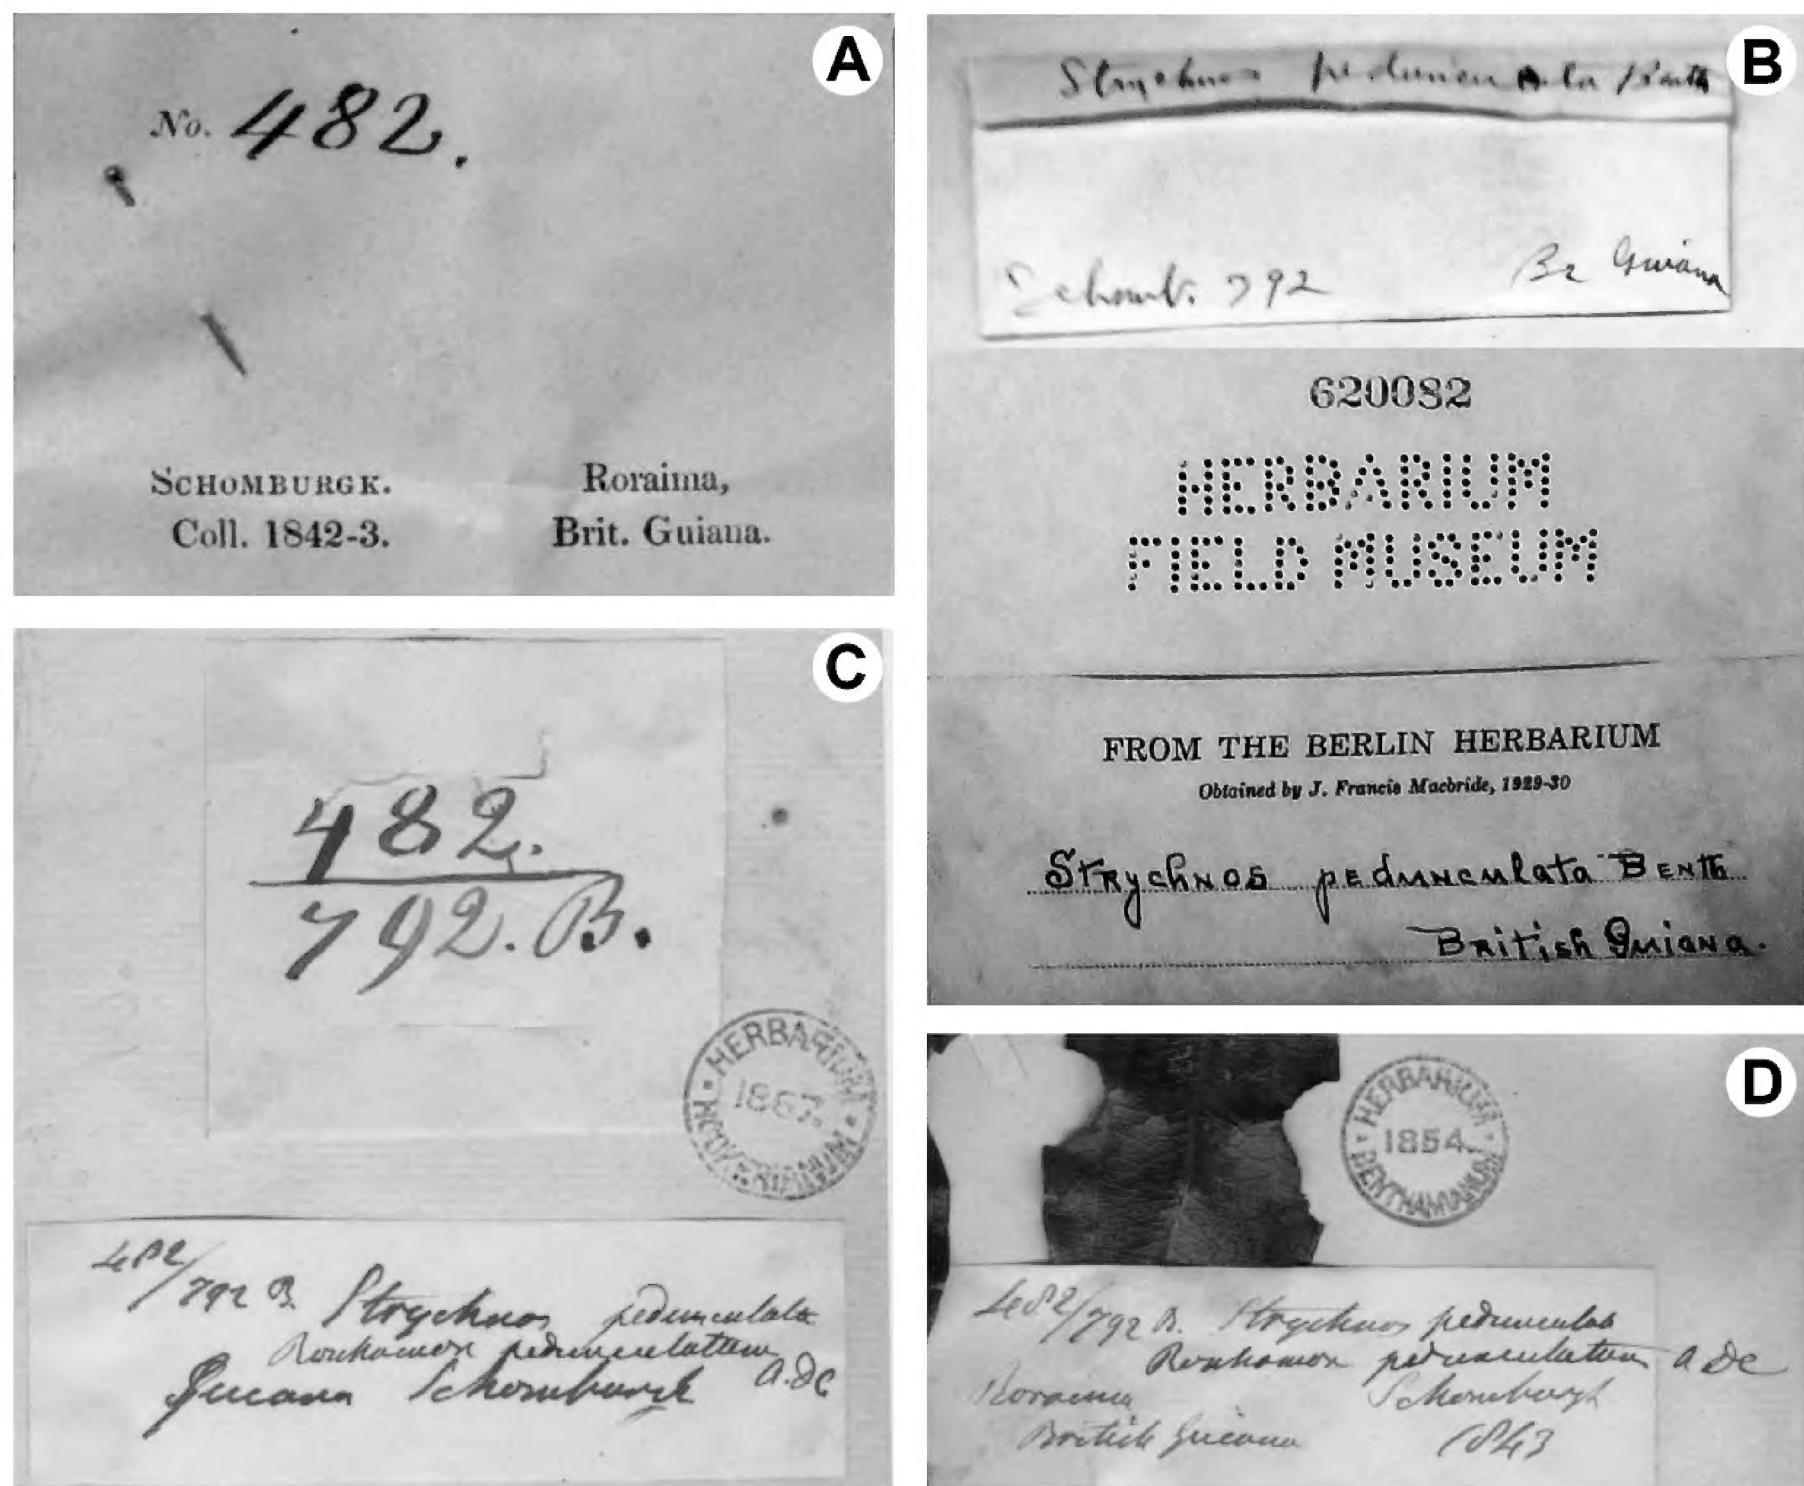 A
No. 482.
SCHOMBURGK.
Coll. 1842-3.
Roraima,
Brit. Guiana.
B
Strychnos pedunculata Benth
Schomb. 792
Br Guiana
620082
HERBARIUM
FIELD MUSEUM
FROM THE BERLIN HERBARIUM
Obtained by J. Francis Macbride, 1929-30
Strychnos pedunculata Benth
British Guiana.
C
482.
792. B.
HERBARIUM
1867.
HOOKERIANUM
482/792 B. Strychnos pedunculata
Rouhamon pedunculatum
A.DC
Guiana Schomburgk
D
HERBARIUM
1854.
BENTHAMIANUM
482/792 B. Strychnos pedunculata
Rouhamon pedunculatum A DC
Roraima Schomburgk
British Guiana 1843